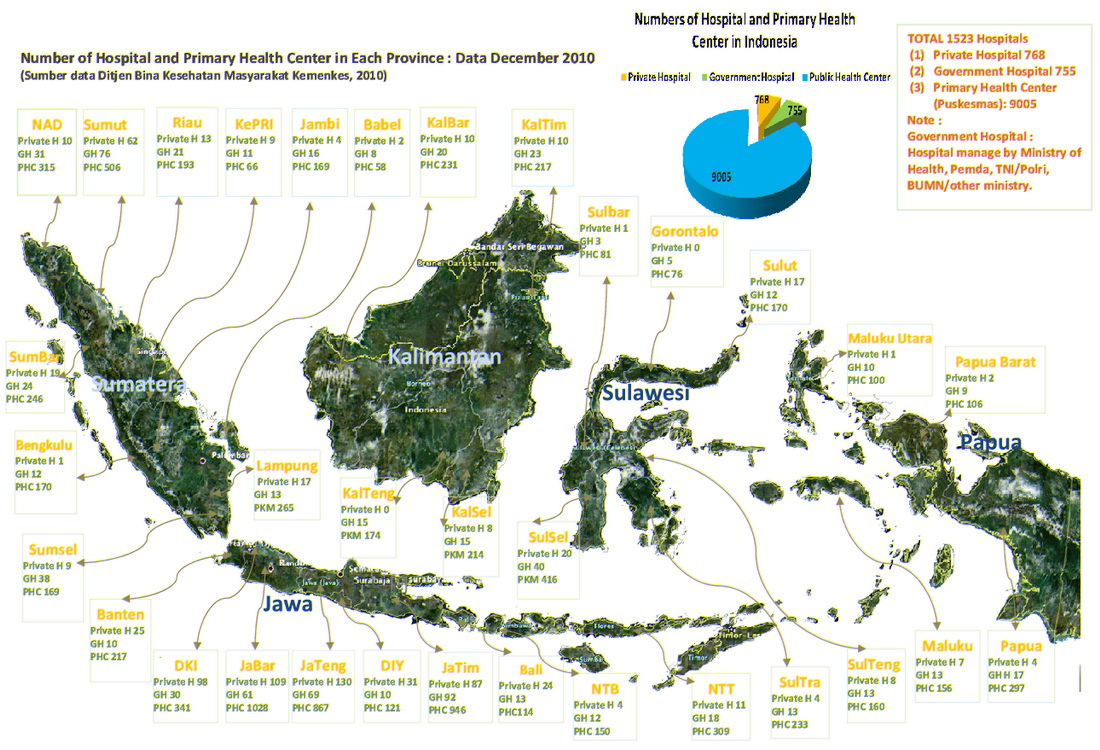 Numbers of Hospital and Primary Health
Center in Indonesia
Number of Hospital and Primary Health Center in Each Province : Data December 2010
(Sumber data Ditjen Bina Kesehatan Masyarakat Kemenkes, 2010)
Private Hospital
Government Hospital
Public Health Center
768
755
9005
TOTAL 1523 Hospitals
(1) Private Hospital 768
(2) Government Hospital 755
(3) Primary Health Center
(Puskesmas): 9005
Note :
Government Hospital :
Hospital manage by Ministry of
Health, Pemda, TNI/Polri,
BUMN/other ministry.
NAD
Private H 10
GH 31
PHC 315
Sumut
Private H 62
GH 76
PHC 506
Riau
Private H 13
GH 21
PHC 193
KePRI
Private H 9
GH 11
PHC 66
Jambi
Private H 4
GH 16
PHC 169
Babel
Private H 2
GH 8
PHC 58
KalBar
Private H 10
GH 20
PHC 231
KalTim
Private H 10
GH 23
PHC 217
Sulbar
Private H 1
GH 3
PHC 81
Gorontalo
Private H 0
GH 5
PHC 76
Sulut
Private H 17
GH 12
PHC 170
Maluku Utara
Private H 1
GH 10
PHC 100
Papua Barat
Private H 2
GH 9
PHC 106
Bandar Seri Begawan
Brunei Darussalam
SumBar
Private H 19
GH 24
PHC 246
Sumatera
Kalimantan
Borneo
Indonesia
Sulawesi
Papua
Bengkulu
Private H 1
GH 12
PHC 170
Lampung
Private H 17
GH 13
PKM 265
KalTeng
Private H 0
GH 15
PKM 174
KalSel
Private H 8
GH 15
PKM 214
SulSel
Private H 20
GH 40
PKM 416
Sumsel
Private H 9
GH 38
PHC 169
Jawa (Java)
Surabaja
Jawa
Flores
Sumba
Timor
Banten
Private H 25
GH 10
PHC 217
DKI
Private H 98
GH 30
PHC 341
JaBar
Private H 109
GH 61
PHC 1028
JaTeng
Private H 130
GH 69
PHC 867
DIY
Private H 31
GH 10
PHC 121
JaTim
Private H 87
GH 92
PHC 946
Bali
Private H 24
GH 13
PHC114
NTB
Private H 4
GH 12
PHC 150
NTT
Private H 11
GH 18
PHC 309
SulTra
Private H 4
GH 13
PHC 233
SulTeng
Private H 8
GH 13
PHC 160
Maluku
Private H 7
GH 13
PHC 156
Papua
Private H 4
GH H 17
PHC 297